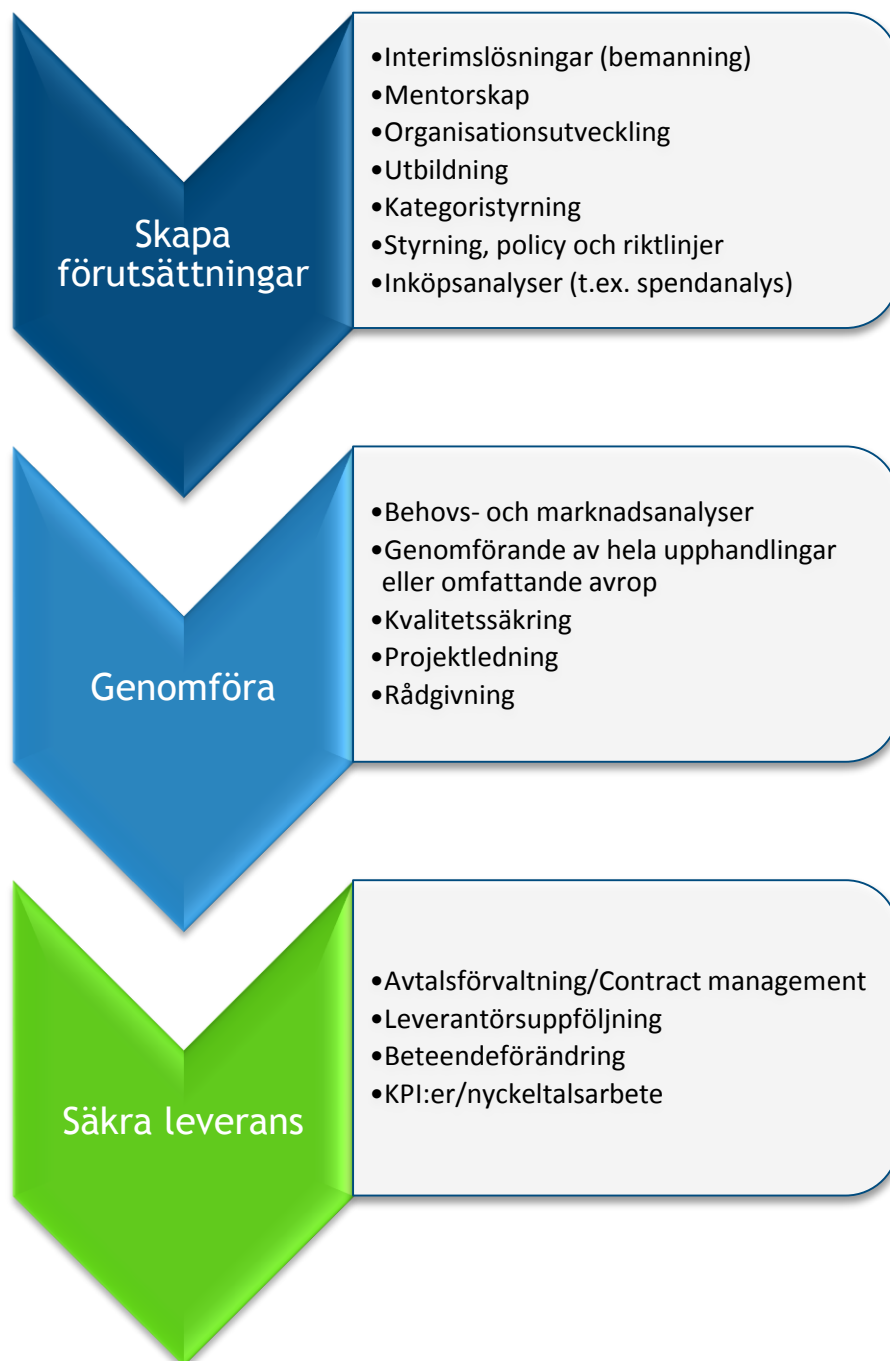 Skapa
förutsättningar
•Interimslösningar (bemanning)
•Mentorskap
•Organisationsutveckling
•Utbildning
•Kategoristyrning
•Styrning, policy och riktlinjer
•Inköpsanalyser (t.ex. spendanalys)
Genomföra
•Behovs- och marknadsanalyser
•Genomförande av hela upphandlingar
eller omfattande avrop
•Kvalitetssäkring
•Projektledning
•Rådgivning
Säkra leverans
•Avtalsförvaltning/Contract management
•Leverantörsuppföljning
•Beteendeförändring
•KPI:er/nyckeltalsarbete